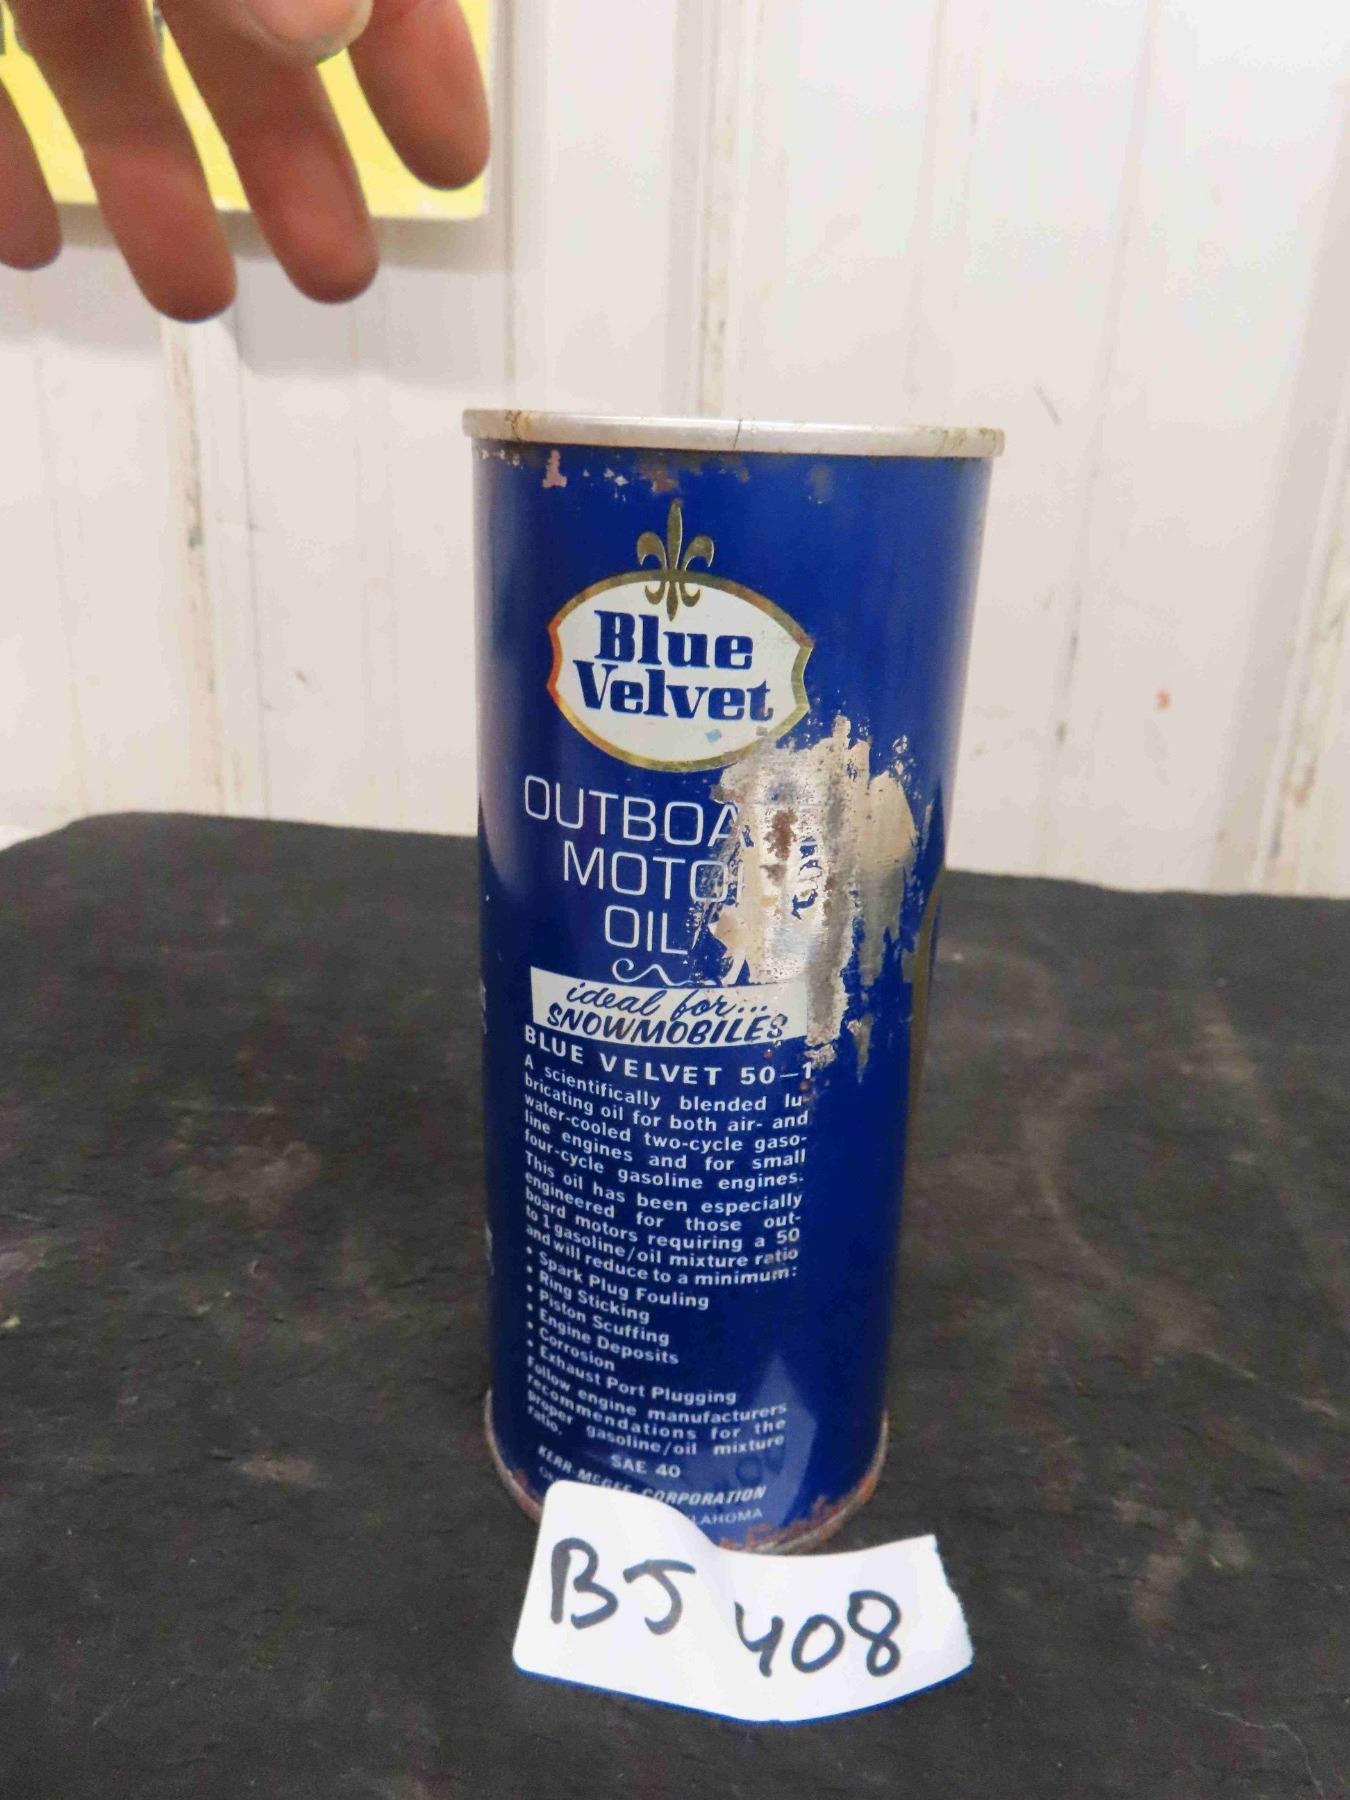 Blue
Velvet
OUTBOA
MOTO
OIL
ideal for...
SNOWMOBILES
BLUE VELVET 50-1
A scientifically blended lu-
bricating oil for both air- and
water-cooled two-cycle gaso-
line engines and for small
four-cycle gasoline engines.
This oil has been especially
engineered for those out-
board motors requiring a 50
to 1 gasoline/oil mixture ratio
and will reduce to a minimum:
• Spark Plug Fouling
• Ring Sticking
• Piston Scuffing
• Engine Deposits
• Corrosion
• Exhaust Port Plugging
Follow engine manufacturers
recommendations for the
proper gasoline/oil mixture
ratio.
SAE 40
KERR-MCGEE CORPORATION
LAHOMA
BJ 408